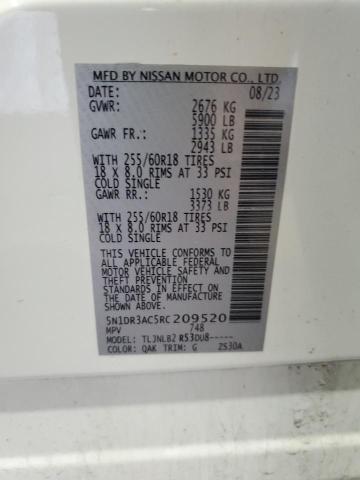 MFD BY NISSAN MOTOR CO., LTD.
DATE: 08/23
GVWR: 2676 KG
5900 LB
GAWR FR.: 1335 KG
2943 LB
WITH 255/60R18 TIRES
18 X 8.0 RIMS AT 33 PSI
COLD SINGLE
GAWR RR.: 1530 KG
3373 LB
WITH 255/60R18 TIRES
18 X 8.0 RIMS AT 33 PSI
COLD SINGLE
THIS VEHICLE CONFORMS TO
ALL APPLICABLE FEDERAL
MOTOR VEHICLE SAFETY AND
AND THEFT PREVENTION
STANDARDS IN EFFECT ON
THE DATE OF MANUFACTURE
SHOWN ABOVE
5N1DR3AC5RC209520
MPV 748
MODEL: TLJNLBZ R53DU8-----
COLOR: QAK TRIM: G 2S30A